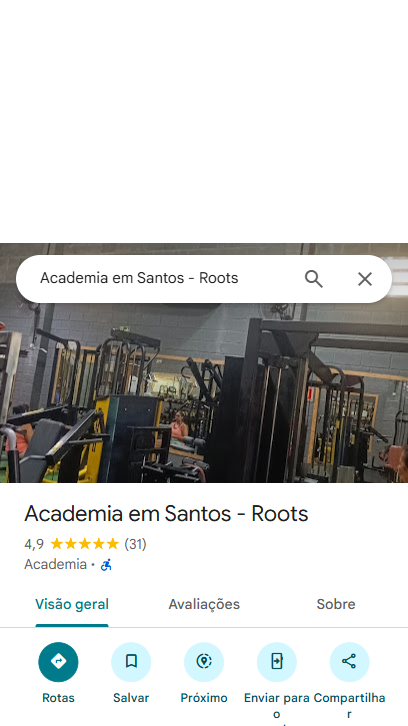 Academia em Santos - Roots
Academia em Santos - Roots
4,9 ★★★★★ (31)
Academia ·
Visão geral Avaliações Sobre
Rotas Salvar Próximo Enviar para o Compartilhar